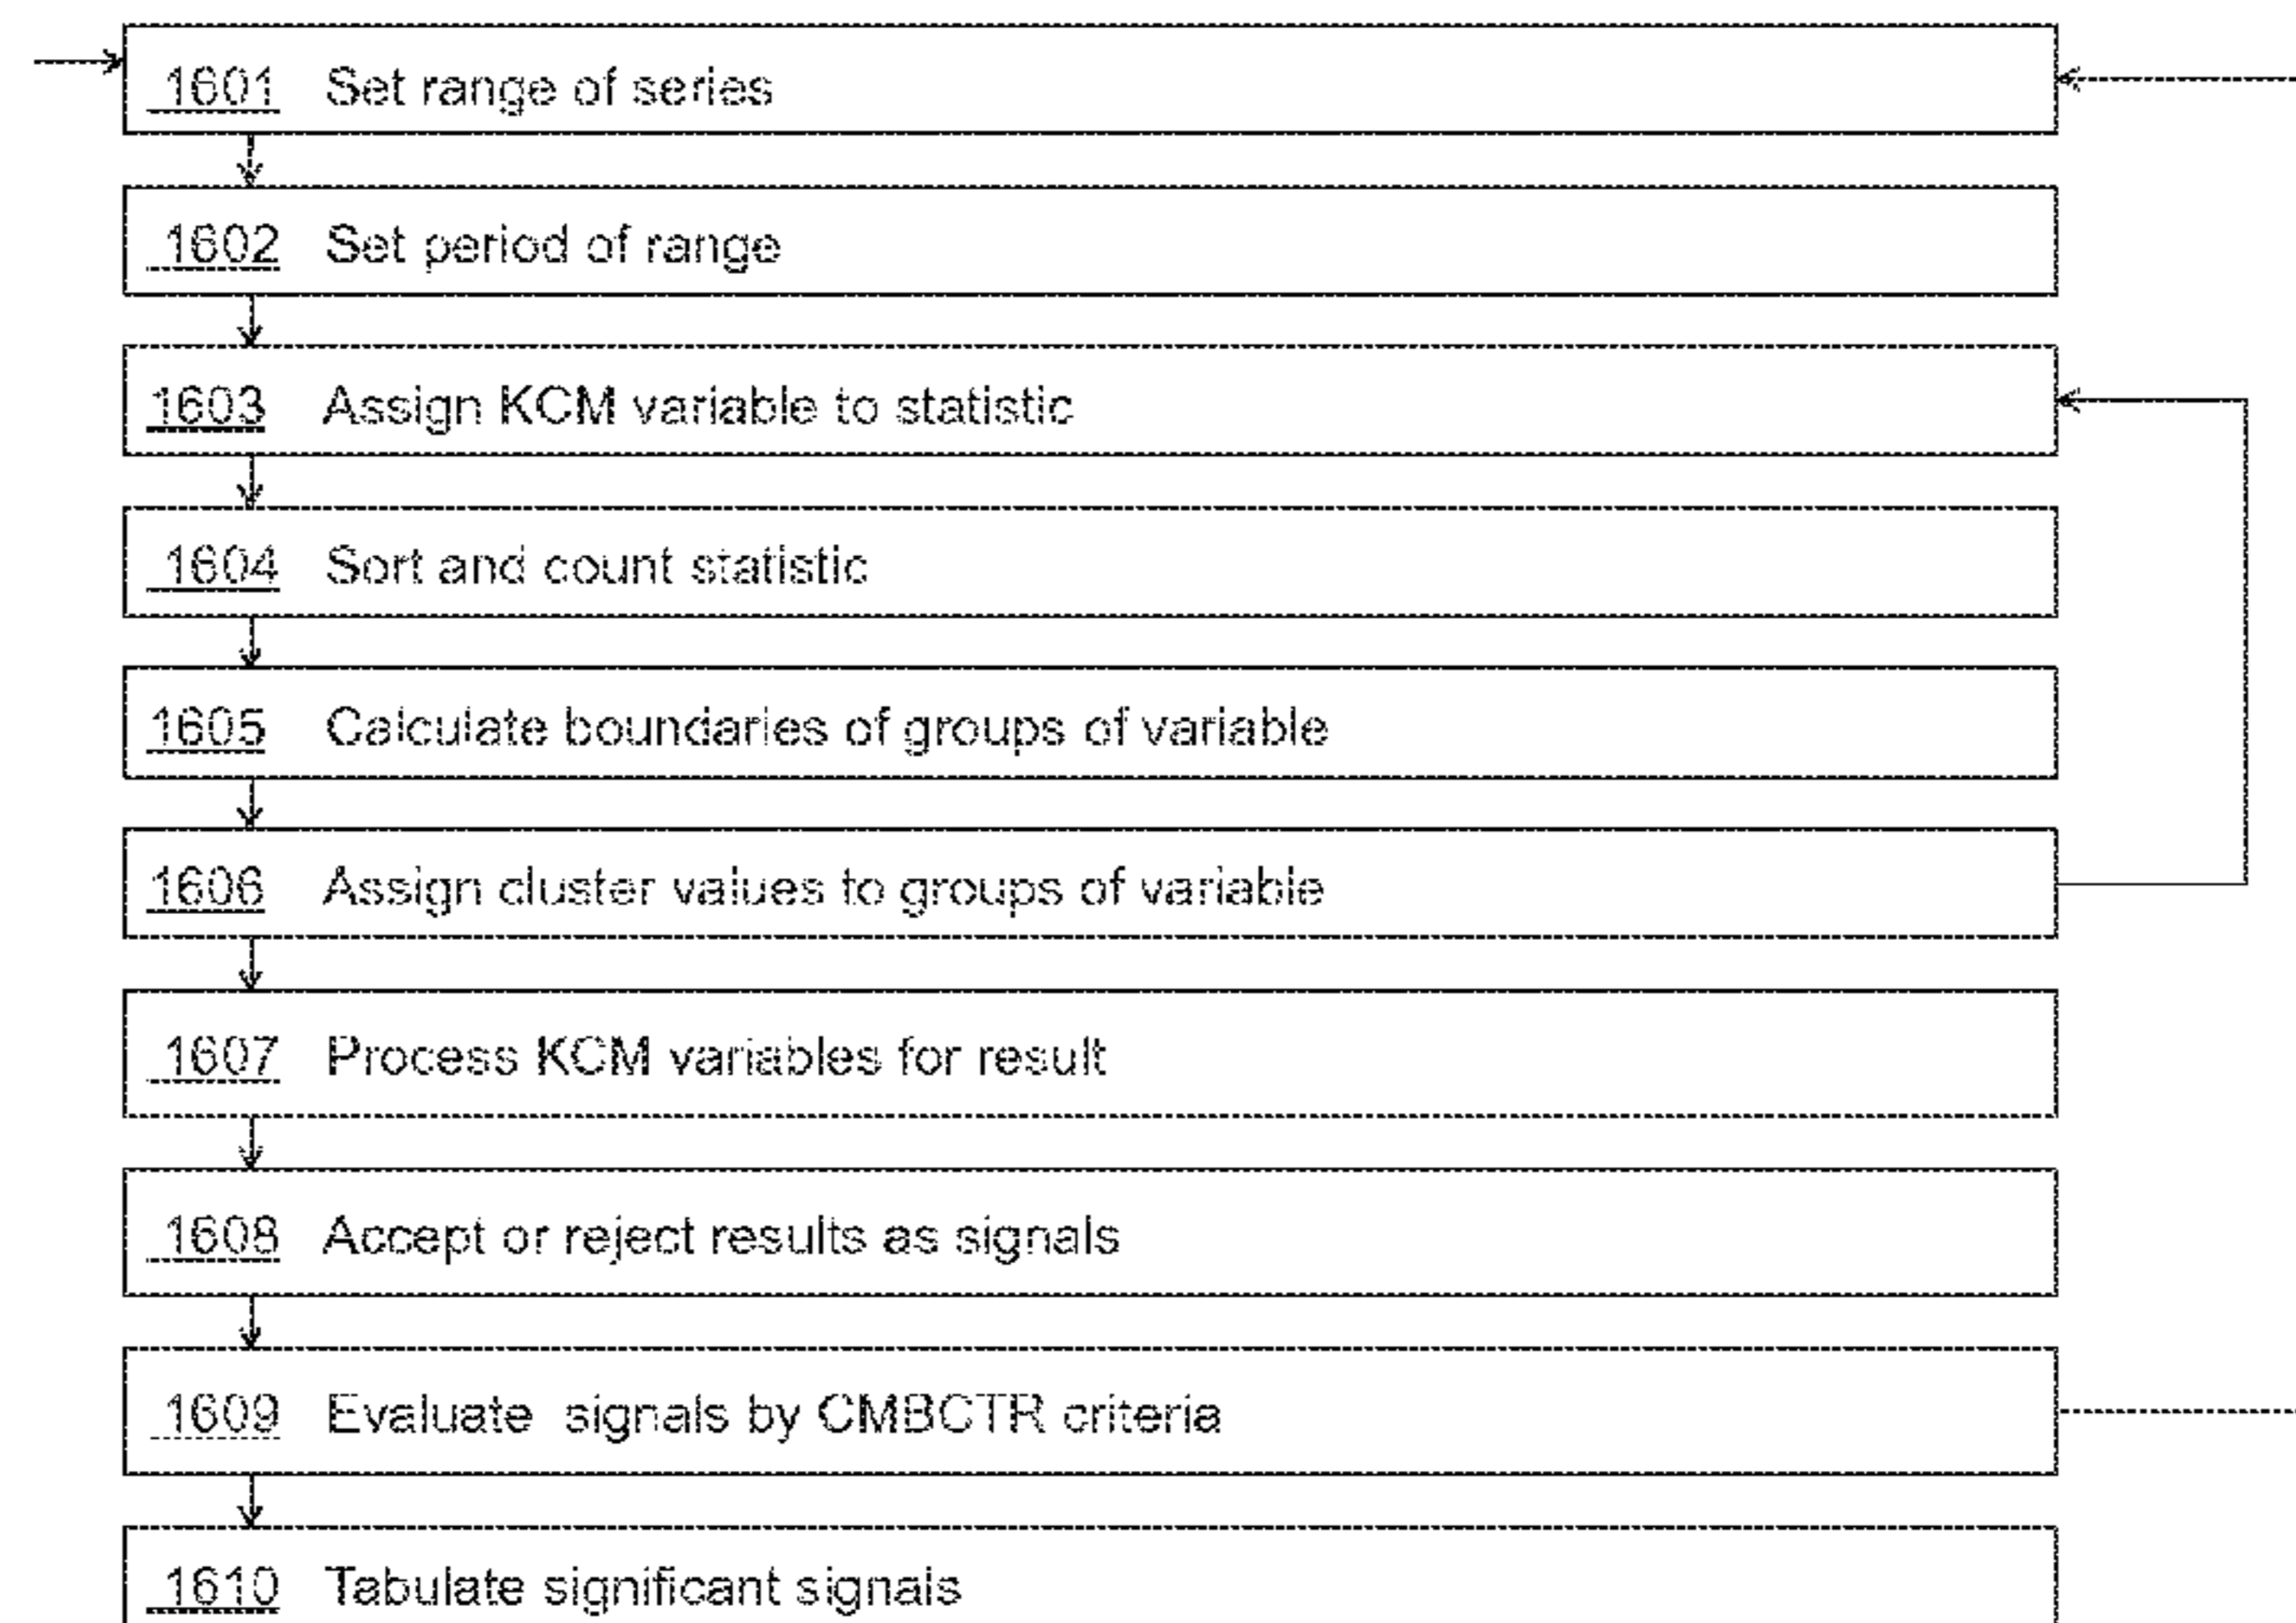 1601 Set range of series
1602 Set period of range
1603 Assign KCM variable to statistic
1604 Sort and count statistic
1605 Calculate boundaries of groups of variable
1606 Assign cluster values to groups of variable
1607 Process KCM variables for result
1608 Accept or reject results as signals
1609 Evaluate signals by CMBCTR criteria
1610 Tabulate significant signals